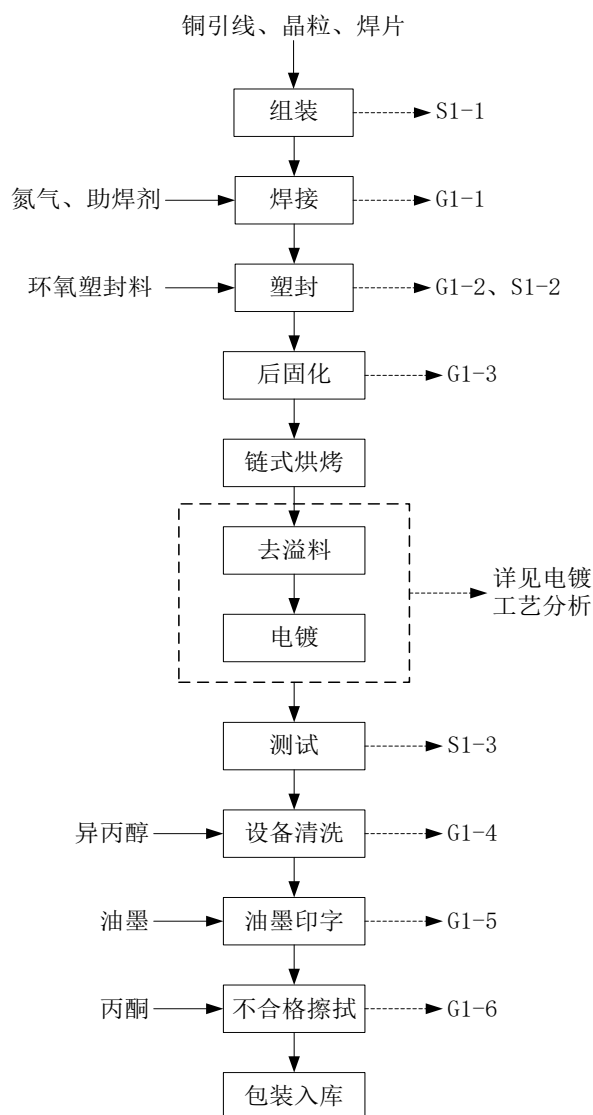 铜引线、晶粒、焊片
组装
S1-1
氮气、助焊剂
焊接
G1-1
环氧塑封料
塑封
G1-2、S1-2
后固化
G1-3
链式烘烤
去溢料
电镀
详见电镀
工艺分析
测试
S1-3
异丙醇
设备清洗
G1-4
油墨
油墨印字
G1-5
丙酮
不合格擦拭
G1-6
包装入库